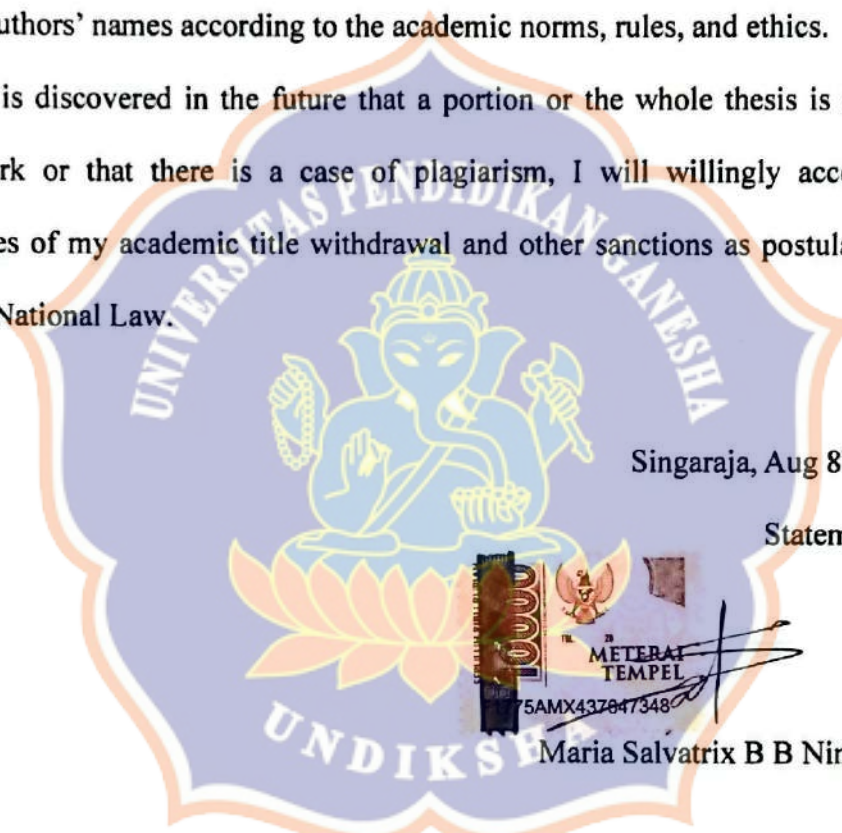 uthors' names according to the academic norms, rules, and ethics.
is discovered in the future that a portion or the whole thesis is
rk or that there is a case of plagiarism, I will willingly acc
es of my academic title withdrawal and other sanctions as postula
National Law.
UNIVERSITAS PENDIDIKAN GANESHA
Singaraja, Aug 8
Statem
10000
METERAI
TEMPEL
75AMX437847348
UNDIKSHA
Maria Salvatrix B B Nir